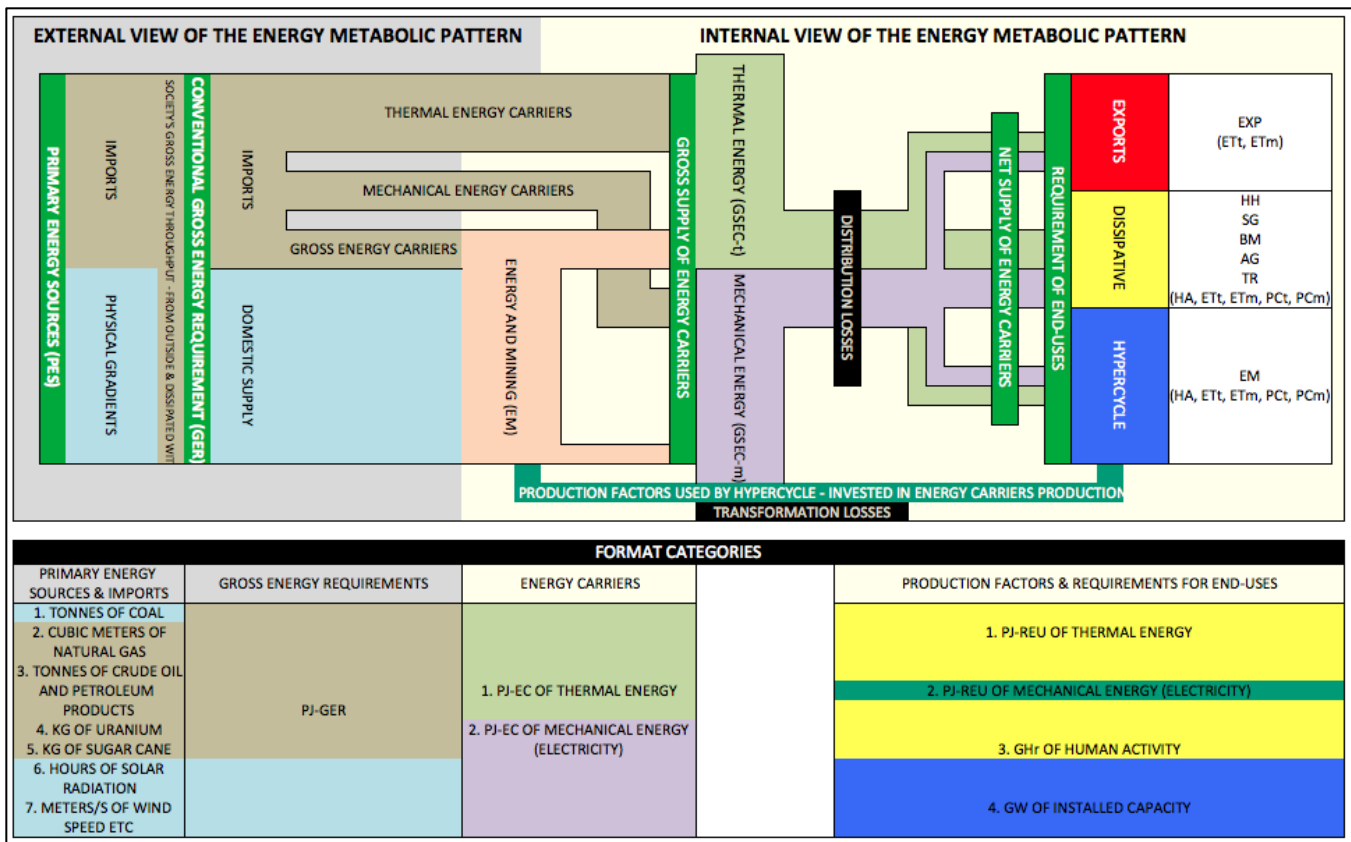 EXTERNAL VIEW OF THE ENERGY METABOLIC PATTERN
INTERNAL VIEW OF THE ENERGY METABOLIC PATTERN
PRIMARY ENERGY SOURCES (PES)
IMPORTS
PHYSICAL GRADIENTS
SOCIETY'S GROSS ENERGY THROUGHPUT - FROM OUTSIDE & DISSIPATED WIT
CONVENTIONAL GROSS ENERGY REQUIREMENT (GER)
IMPORTS
DOMESTIC SUPPLY
THERMAL ENERGY CARRIERS
MECHANICAL ENERGY CARRIERS
GROSS ENERGY CARRIERS
ENERGY AND MINING (EM)
GROSS SUPPLY OF ENERGY CARRIERS
THERMAL ENERGY (GSEC-t)
MECHANICAL ENERGY (GSEC-m)
DISTRIBUTION LOSSES
NET SUPPLY OF ENERGY CARRIERS
REQUIREMENT OF END-USES
EXPORTS
DISSIPATIVE
HYPERCYCLE
EXP
(ETt, ETm)
HH
SG
BM
AG
TR
(HA, ETt, ETm, PCt, PCm)
EM
(HA, ETt, ETm, PCt, PCm)
PRODUCTION FACTORS USED BY HYPERCYCLE - INVESTED IN ENERGY CARRIERS PRODUCTION
TRANSFORMATION LOSSES
FORMAT CATEGORIES
PRIMARY ENERGY
SOURCES & IMPORTS
GROSS ENERGY REQUIREMENTS
ENERGY CARRIERS
PRODUCTION FACTORS & REQUIREMENTS FOR END-USES
1. TONNES OF COAL
2. CUBIC METERS OF
NATURAL GAS
3. TONNES OF CRUDE OIL
AND PETROLEUM
PRODUCTS
4. KG OF URANIUM
5. KG OF SUGAR CANE
6. HOURS OF SOLAR
RADIATION
7. METERS/S OF WIND
SPEED ETC
PJ-GER
1. PJ-EC OF THERMAL ENERGY
2. PJ-EC OF MECHANICAL ENERGY
(ELECTRICITY)
1. PJ-REU OF THERMAL ENERGY
2. PJ-REU OF MECHANICAL ENERGY (ELECTRICITY)
3. GHr OF HUMAN ACTIVITY
4. GW OF INSTALLED CAPACITY